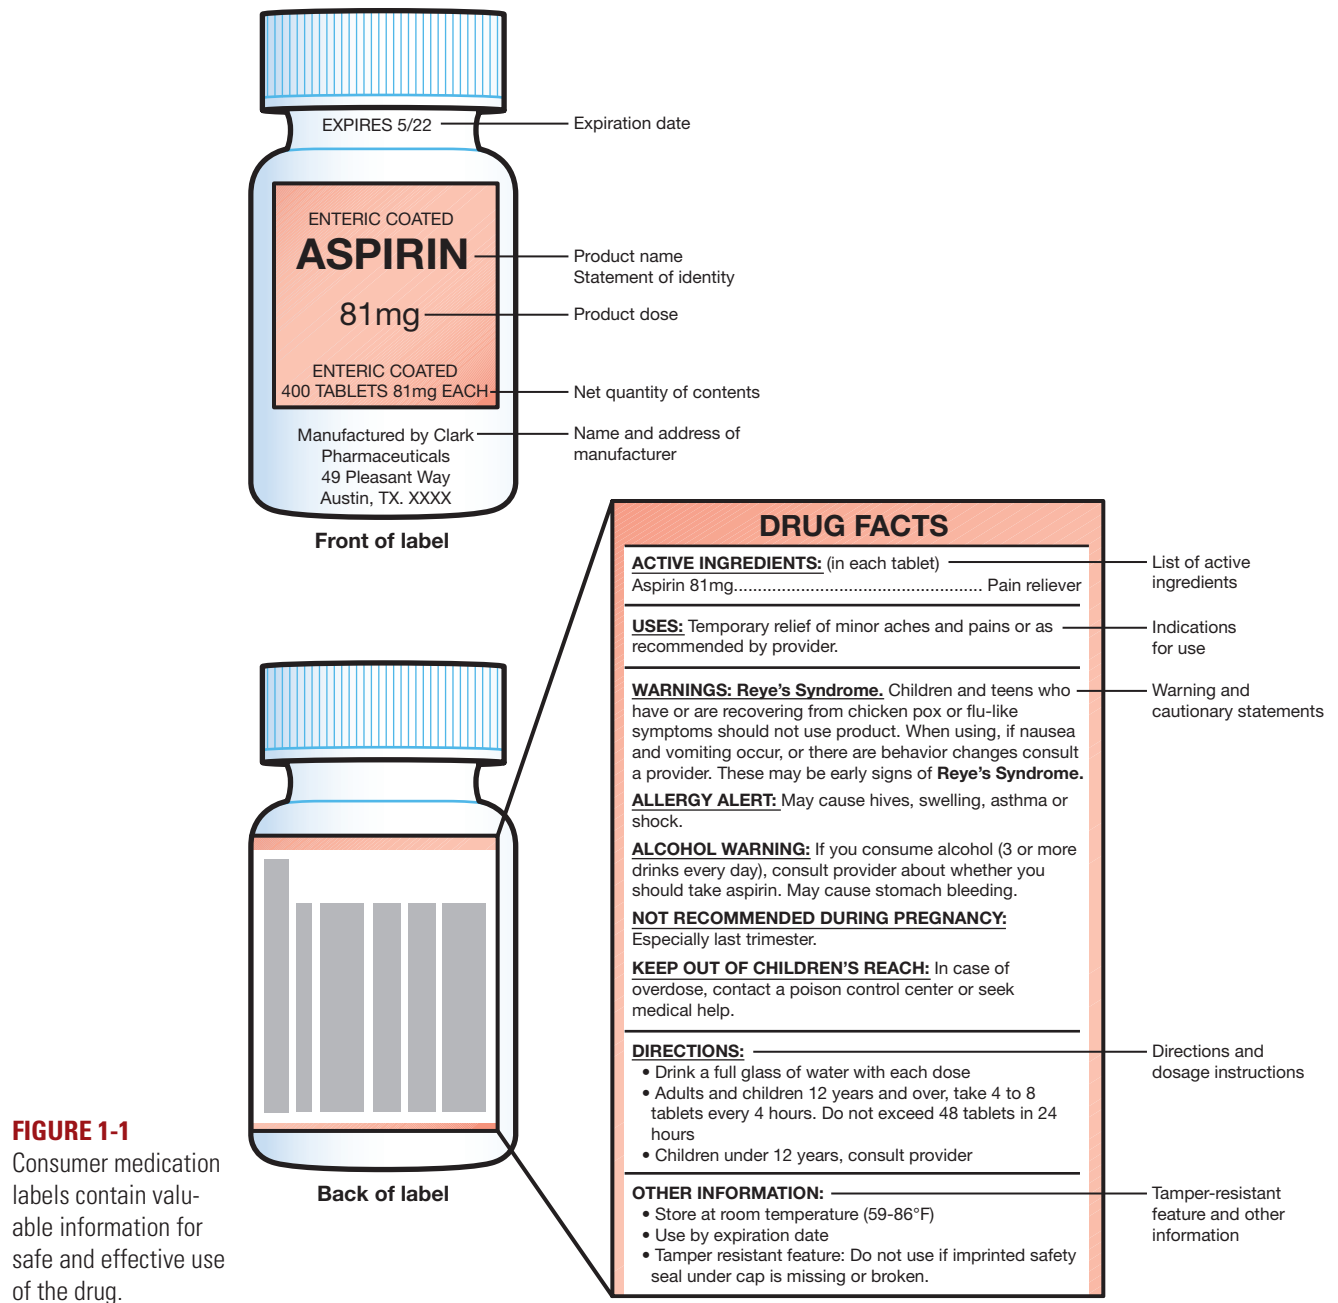 EXPIRES 5/22
Expiration date
ENTERIC COATED
ASPIRIN
Product name
Statement of identity
81mg
Product dose
ENTERIC COATED
400 TABLETS 81mg EACH
Net quantity of contents
Manufactured by Clark
Pharmaceuticals
49 Pleasant Way
Austin, TX. XXXX
Name and address of
manufacturer
Front of label
DRUG FACTS
ACTIVE INGREDIENTS: (in each tablet)
Aspirin 81mg..................................................... Pain reliever
List of active
ingredients
USES: Temporary relief of minor aches and pains or as
recommended by provider.
Indications
for use
WARNINGS: Reye’s Syndrome. Children and teens who
have or are recovering from chicken pox or flu-like
symptoms should not use product. When using, if nausea
and vomiting occur, or there are behavior changes consult
a provider. These may be early signs of Reye’s Syndrome.
Warning and
cautionary statements
ALLERGY ALERT: May cause hives, swelling, asthma or
shock.
ALCOHOL WARNING: If you consume alcohol (3 or more
drinks every day), consult provider about whether you
should take aspirin. May cause stomach bleeding.
NOT RECOMMENDED DURING PREGNANCY:
Especially last trimester.
KEEP OUT OF CHILDREN’S REACH: In case of
overdose, contact a poison control center or seek
medical help.
DIRECTIONS:
• Drink a full glass of water with each dose
• Adults and children 12 years and over, take 4 to 8
tablets every 4 hours. Do not exceed 48 tablets in 24
hours
• Children under 12 years, consult provider
Directions and
dosage instructions
OTHER INFORMATION:
• Store at room temperature (59-86°F)
• Use by expiration date
• Tamper resistant feature: Do not use if imprinted safety
seal under cap is missing or broken.
Tamper-resistant
feature and other
information
Back of label
FIGURE 1-1
Consumer medication
labels contain valu-
able information for
safe and effective use
of the drug.